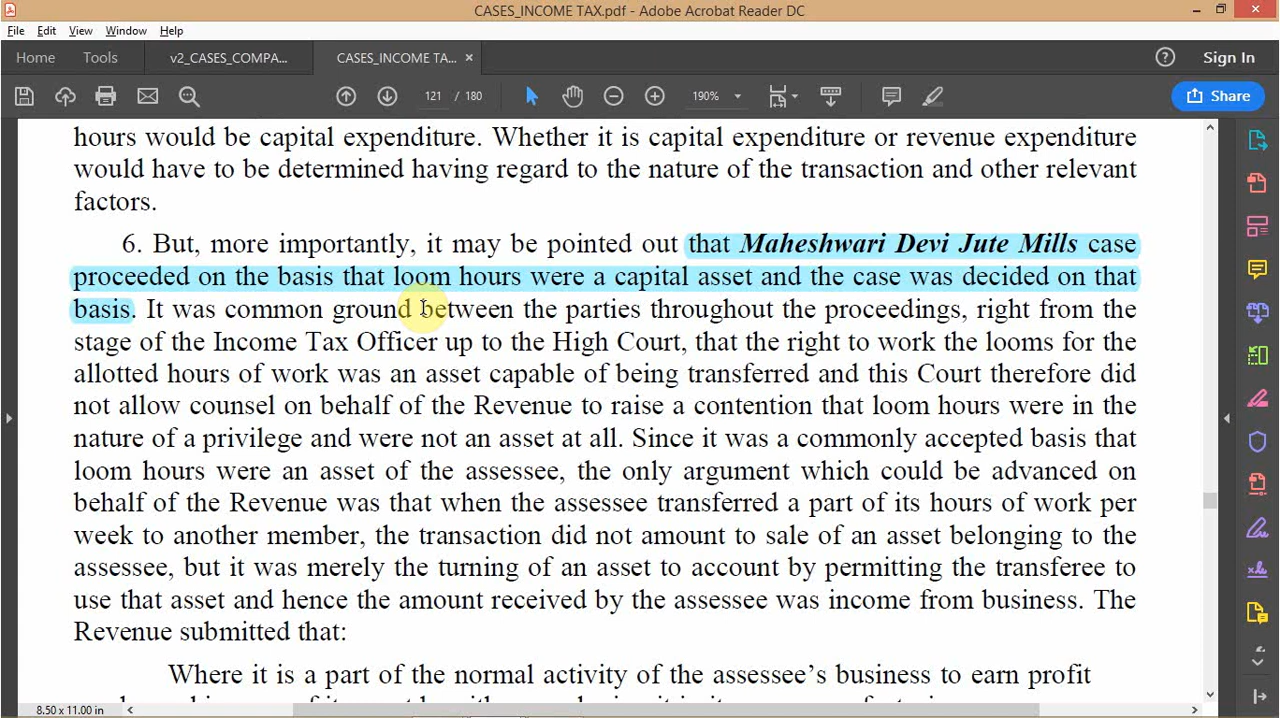 CASES_INCOME TAX.pdf - Adobe Acrobat Reader DC
File Edit View Window Help
Home Tools v2_CASES_COMPA... CASES_INCOME TA... × Sign In
121 / 180 190% Share
hours would be capital expenditure. Whether it is capital expenditure or revenue expenditure
would have to be determined having regard to the nature of the transaction and other relevant
factors.
6. But, more importantly, it may be pointed out that Maheshwari Devi Jute Mills case
proceeded on the basis that loom hours were a capital asset and the case was decided on that
basis. It was common ground between the parties throughout the proceedings, right from the
stage of the Income Tax Officer up to the High Court, that the right to work the looms for the
allotted hours of work was an asset capable of being transferred and this Court therefore did
not allow counsel on behalf of the Revenue to raise a contention that loom hours were in the
nature of a privilege and were not an asset at all. Since it was a commonly accepted basis that
loom hours were an asset of the assessee, the only argument which could be advanced on
behalf of the Revenue was that when the assessee transferred a part of its hours of work per
week to another member, the transaction did not amount to sale of an asset belonging to the
assessee, but it was merely the turning of an asset to account by permitting the transferee to
use that asset and hence the amount received by the assessee was income from business. The
Revenue submitted that:
Where it is a part of the normal activity of the assessee's business to earn profit
8.50 x 11.00 in